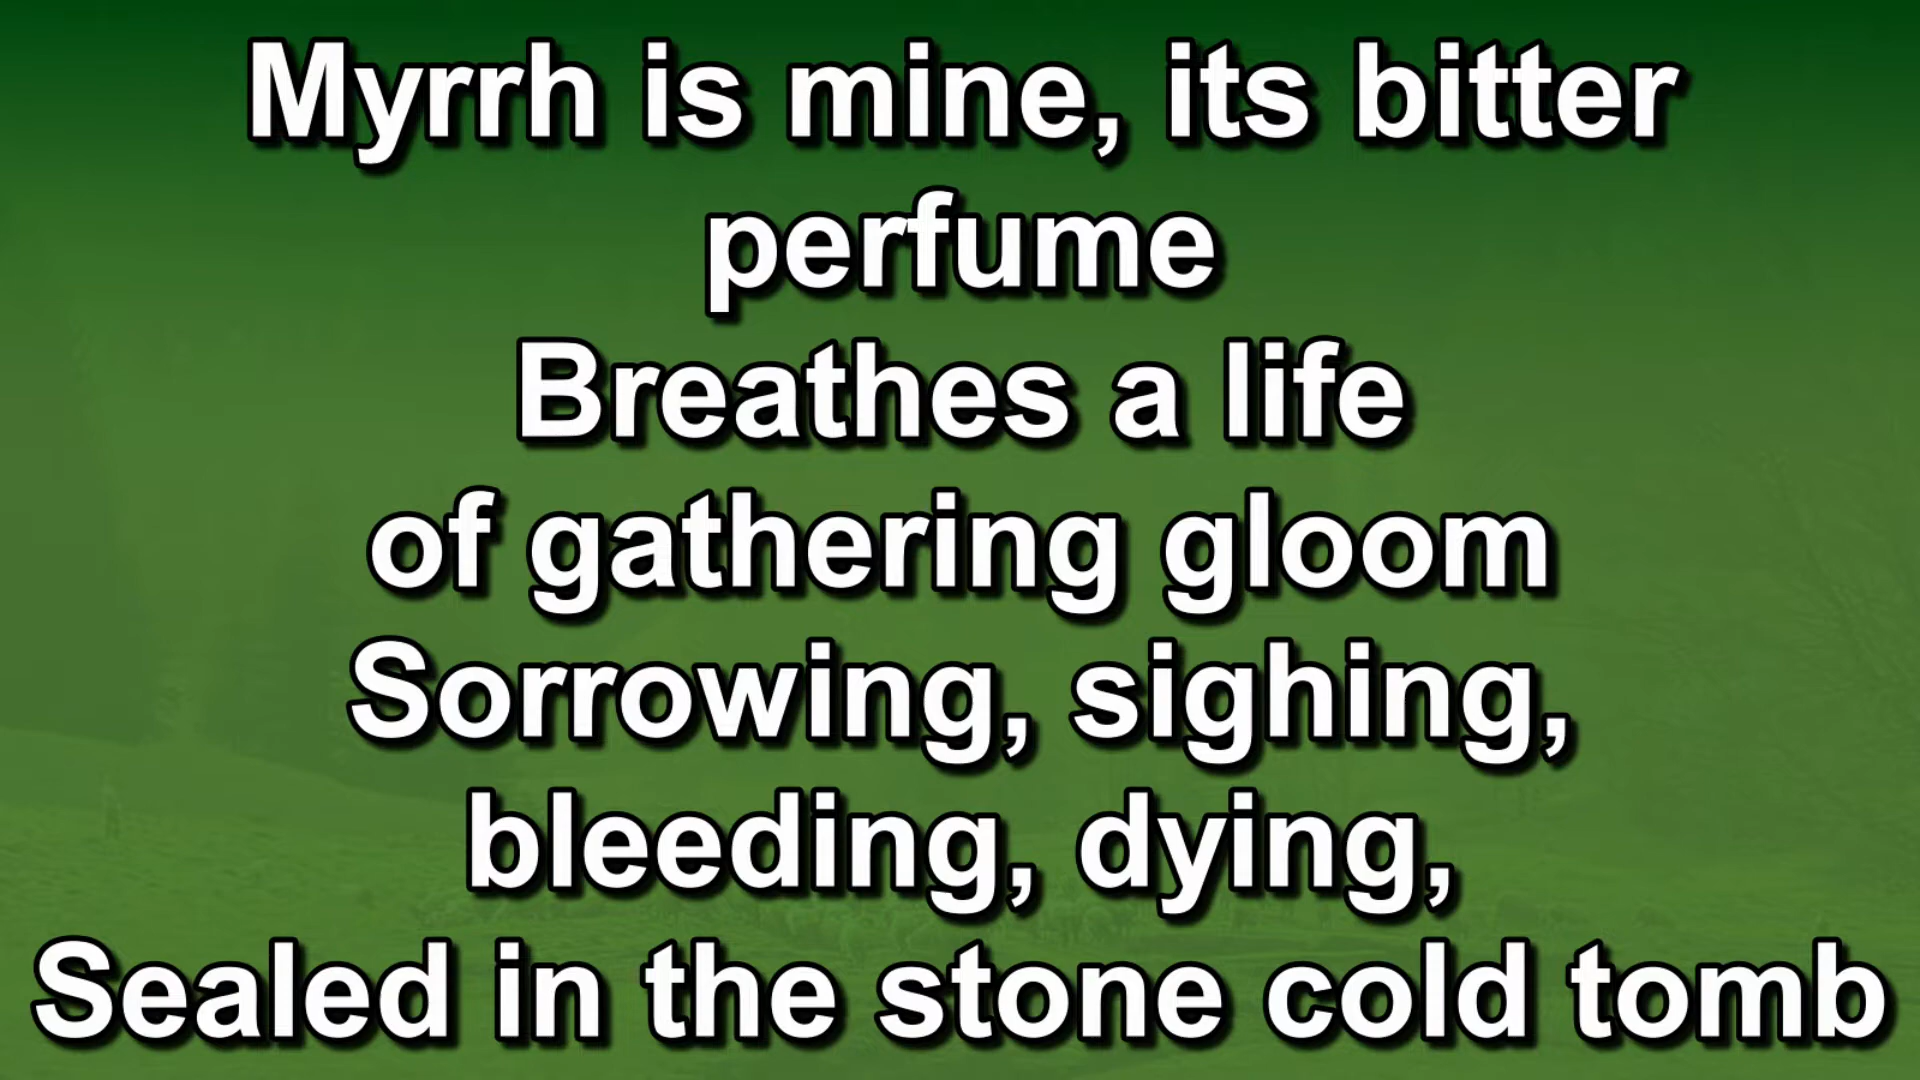 Myrrh is mine, its bitter
perfume
Breathes a life
of gathering gloom
Sorrowing, sighing,
bleeding, dying,
Sealed in the stone cold tomb